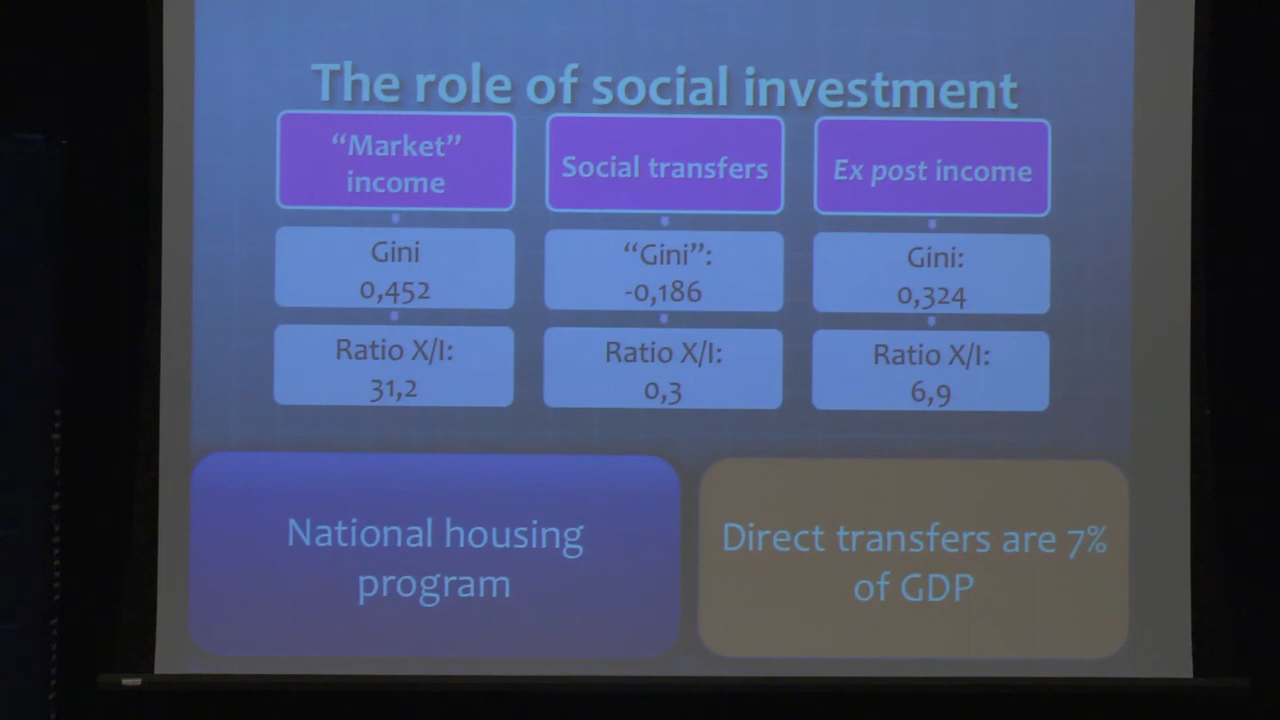 The role of social investment
“Market”
income
Gini
0,452
Ratio X/I:
31,2
Social transfers
“Gini”:
-0,186
Ratio X/I:
0,3
Ex post income
Gini:
0,324
Ratio X/I:
6,9
National housing
program
Direct transfers are 7%
of GDP